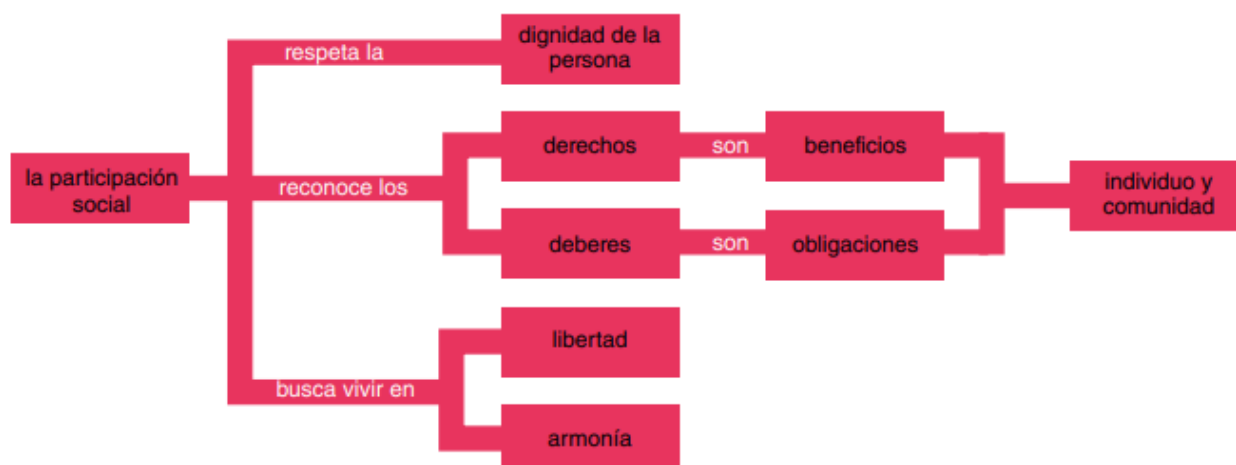 la participación
social
respeta la
dignidad de la
persona
reconoce los
derechos
son
beneficios
deberes
son
obligaciones
individuo y
comunidad
busca vivir en
libertad
armonía